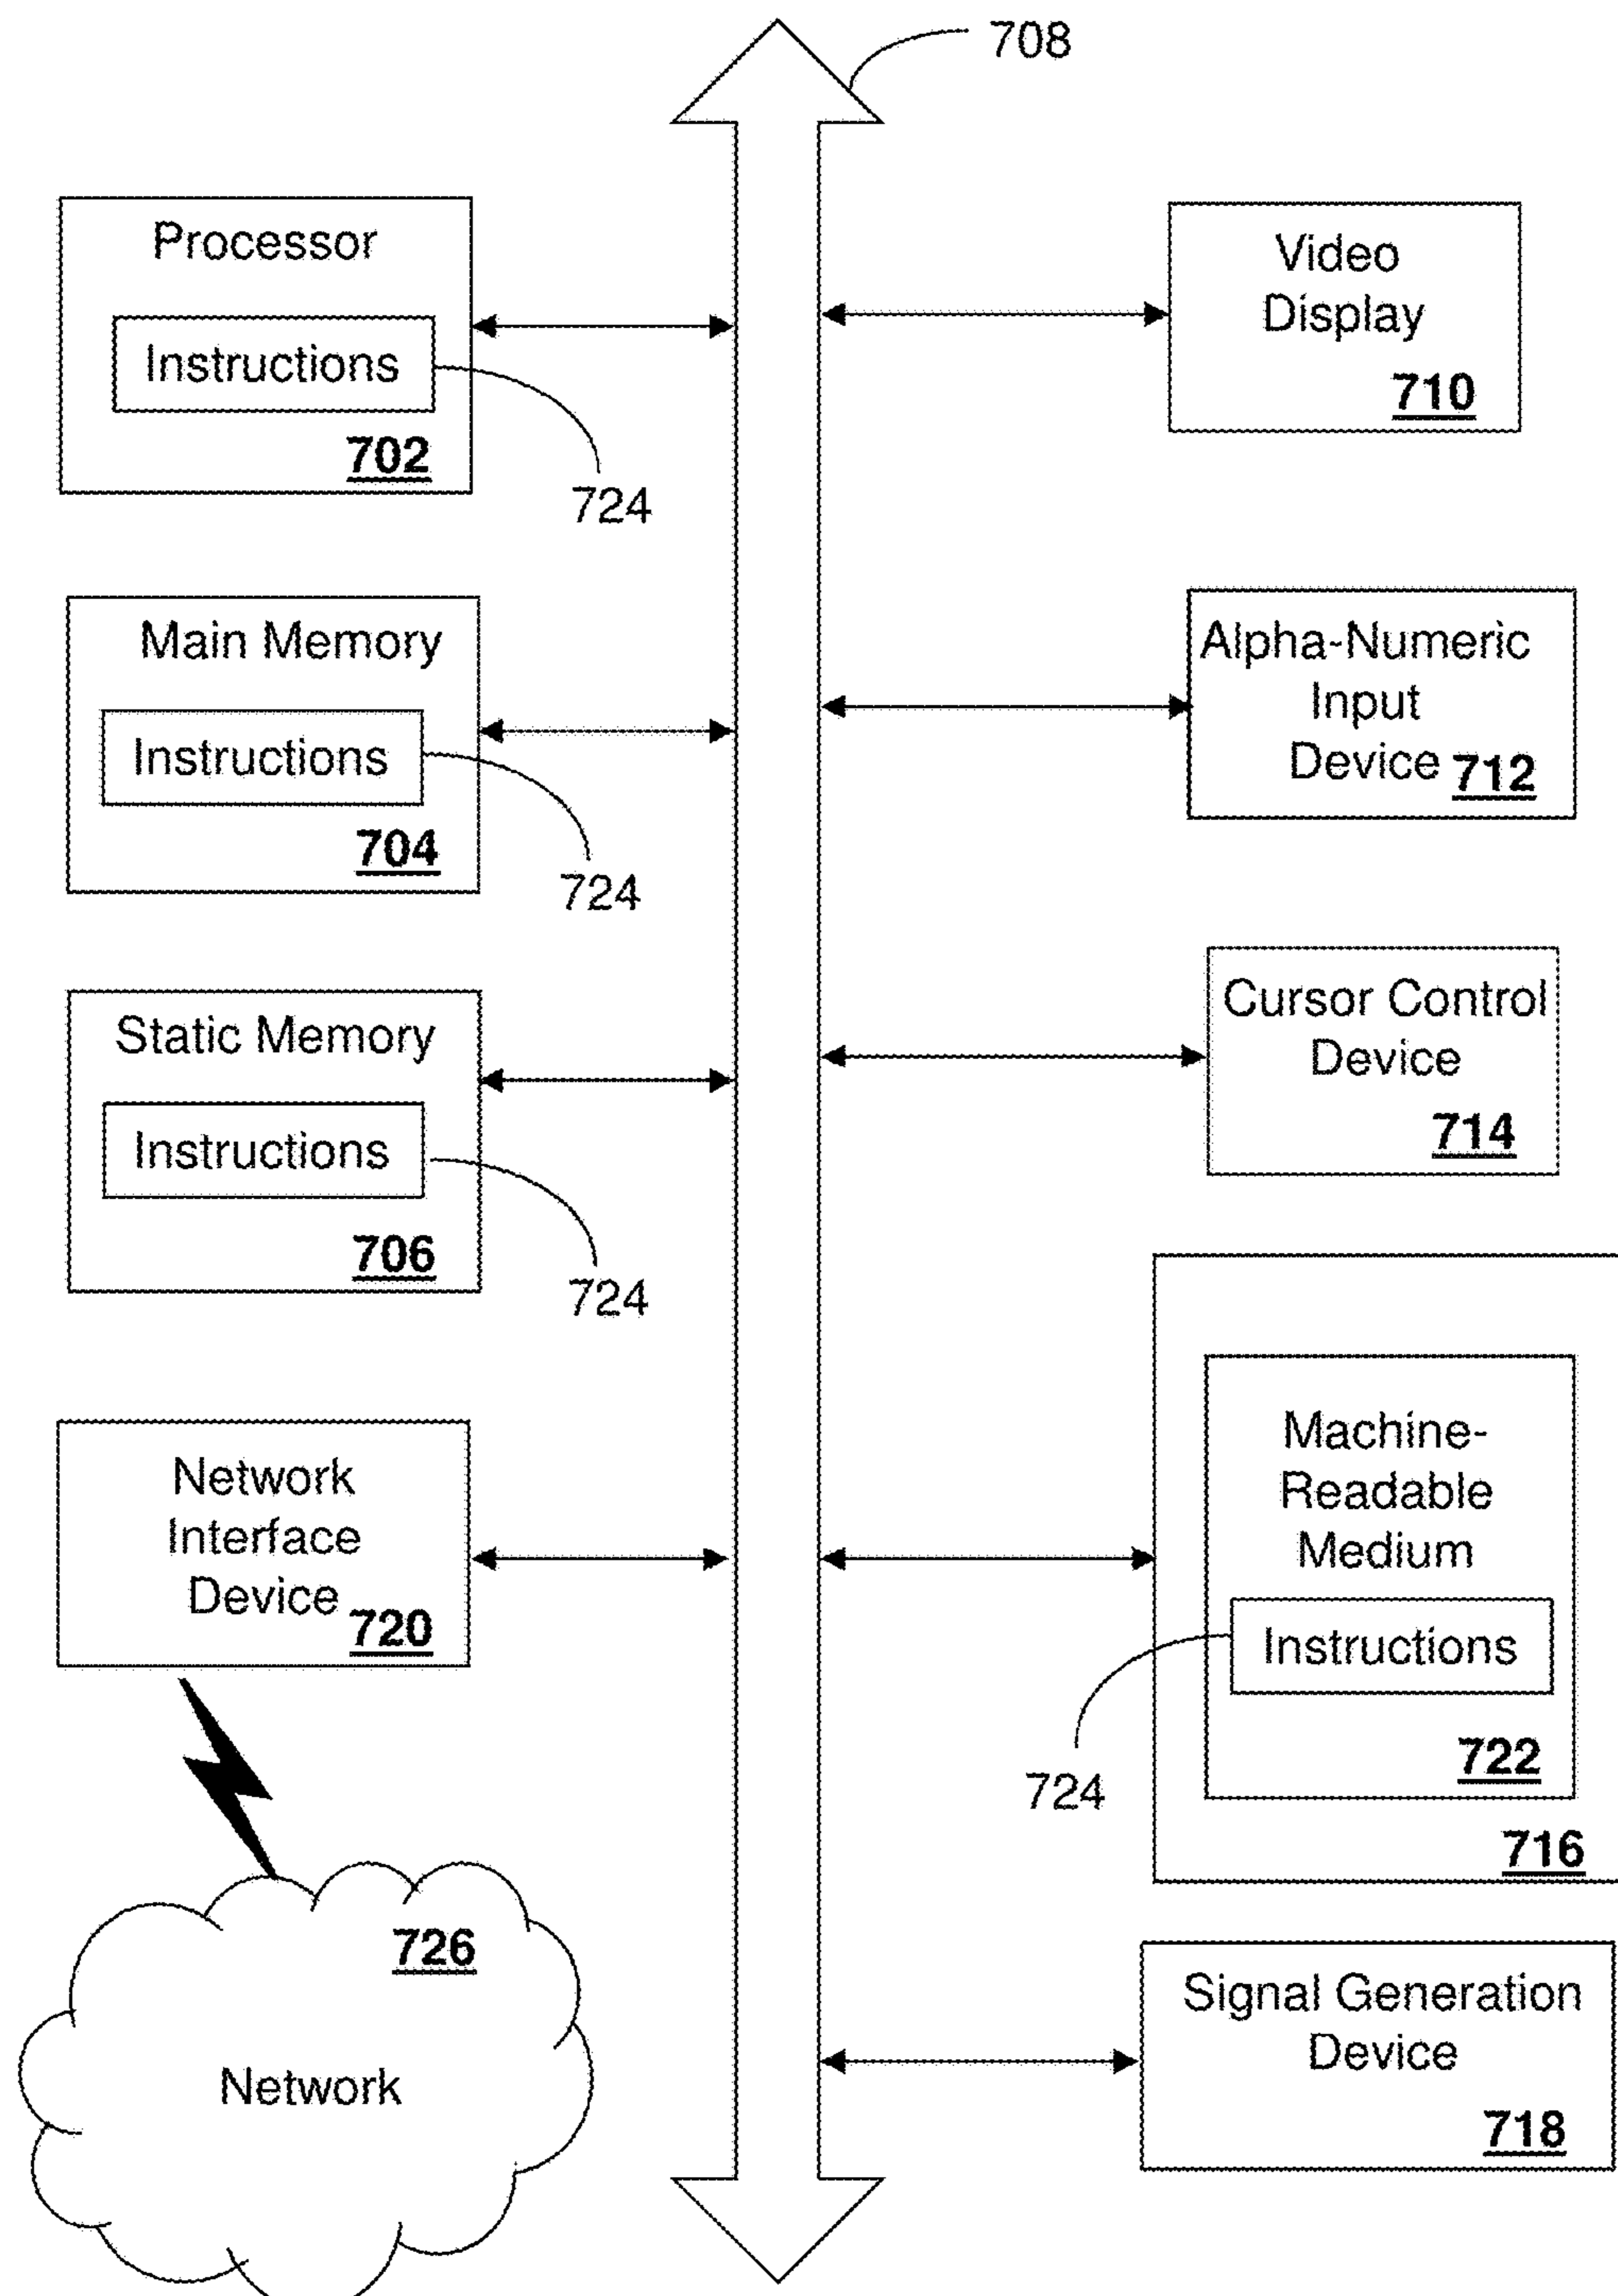 708
Processor
Instructions
702
724
Main Memory
Instructions
704
724
Static Memory
Instructions
706
724
Network
Interface
Device
720
726
Network
Video
Display
710
Alpha-Numeric
Input
Device
712
Cursor Control
Device
714
Machine-
Readable
Medium
Instructions
724
722
716
Signal Generation
Device
718